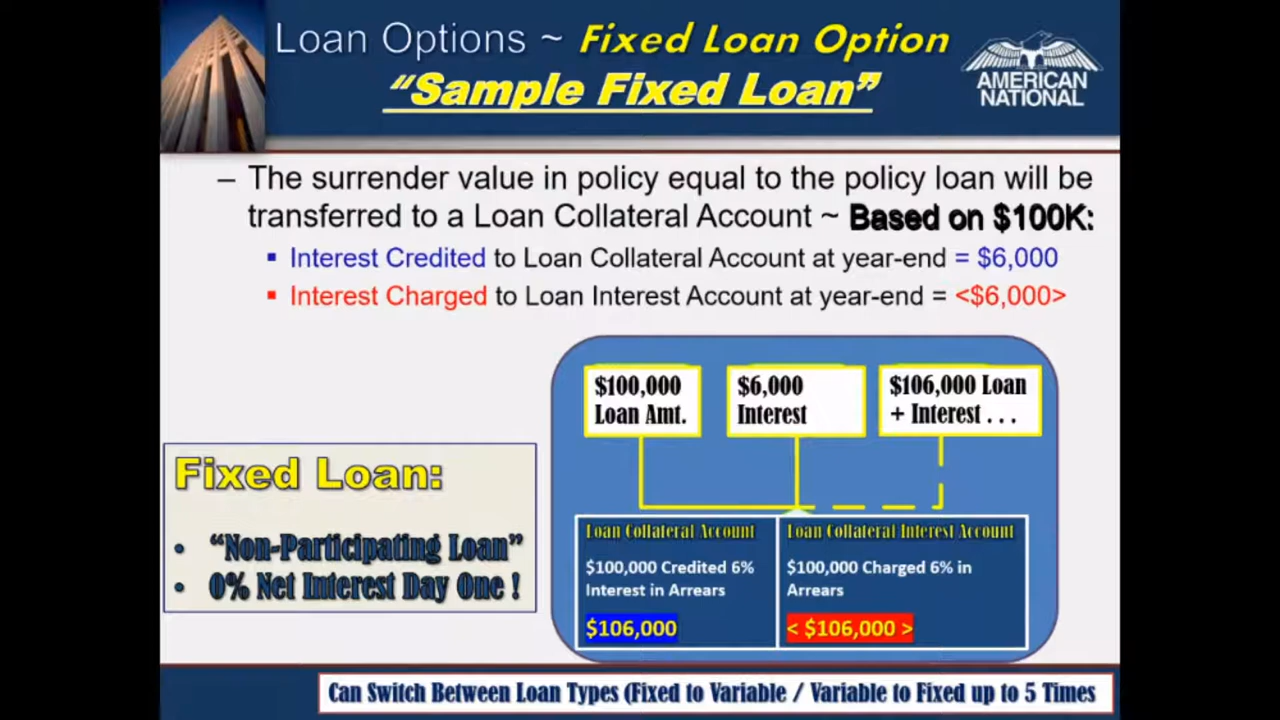 Loan Options ~ Fixed Loan Option
"Sample Fixed Loan"
AMERICAN
NATIONAL
– The surrender value in policy equal to the policy loan will be
transferred to a Loan Collateral Account ~ Based on $100K:
▪ Interest Credited to Loan Collateral Account at year-end = $6,000
▪ Interest Charged to Loan Interest Account at year-end = <$6,000>
$100,000
Loan Amt.
$6,000
Interest
$106,000 Loan
+ Interest . . .
Fixed Loan:
• "Non-Participating Loan"
• 0% Net Interest Day One !
Loan Collateral Account
$100,000 Credited 6%
Interest in Arrears
$106,000
Loan Collateral Interest Account
$100,000 Charged 6% in
Arrears
< $106,000 >
Can Switch Between Loan Types (Fixed to Variable / Variable to Fixed up to 5 Times